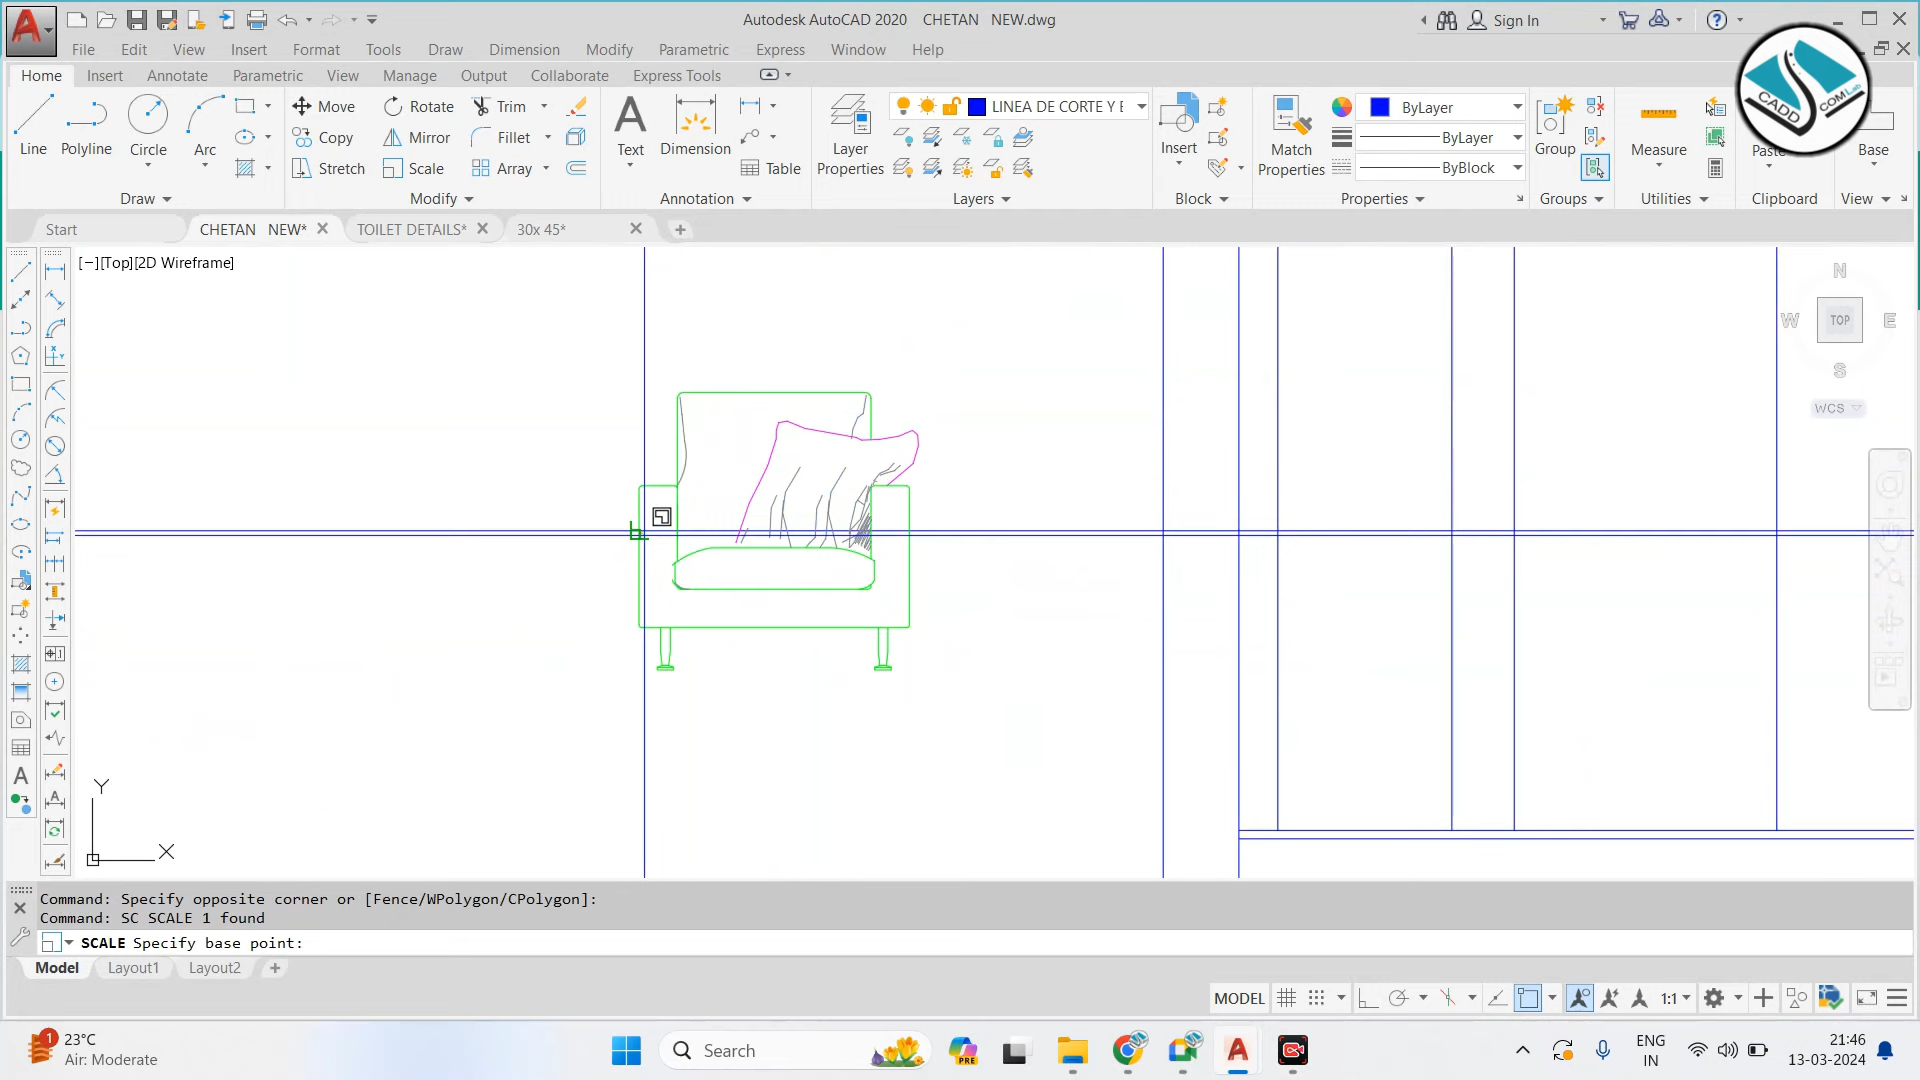 Autodesk AutoCAD 2020 CHETAN NEW.dwg
Sign In
File Edit View Insert Format Tools Draw Dimension Modify Parametric Express Window Help
Home Insert Annotate Parametric View Manage Output Collaborate Express Tools
Line Polyline Circle Arc
Move Rotate Trim
Copy Mirror Fillet
Stretch Scale Array
Text Dimension Table
Layer Properties
LINEA DE CORTE Y E
Insert
Match Properties
ByLayer
ByLayer
ByBlock
Group
Measure
Paste
Base
CADD COM Lab
Draw Modify Annotation Layers Block Properties Groups Utilities Clipboard View
Start CHETAN NEW* TOILET DETAILS* 30x 45*
[−][Top][2D Wireframe]
N
W TOP E
S
WCS
Y
X
Command: Specify opposite corner or [Fence/WPolygon/CPolygon]:
Command: SC SCALE 1 found
SCALE Specify base point:
Model Layout1 Layout2
MODEL 1:1
1
23°C
Air: Moderate
Search
PRE
ENG
IN
21:46
13-03-2024